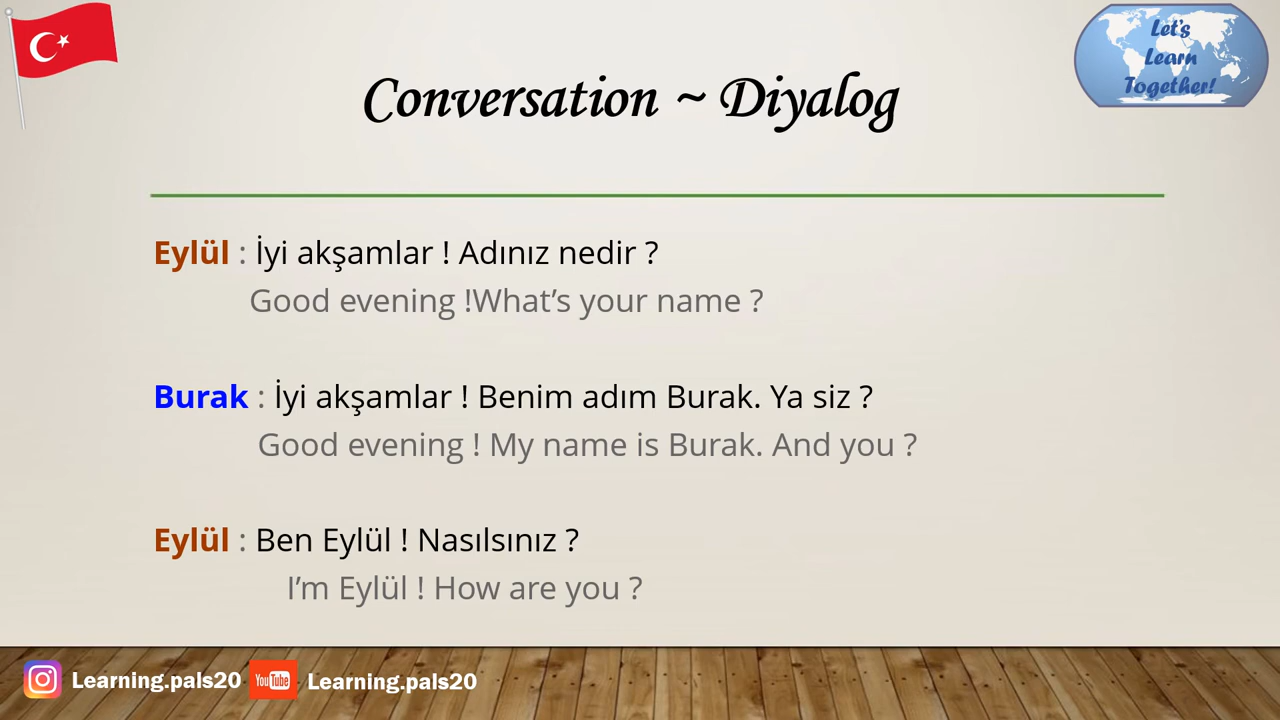 Let's
Learn
Together!
Conversation ~ Diyalog
Eylül : İyi akşamlar ! Adınız nedir ?
Good evening !What’s your name ?
Burak : İyi akşamlar ! Benim adım Burak. Ya siz ?
Good evening ! My name is Burak. And you ?
Eylül : Ben Eylül ! Nasılsınız ?
I’m Eylül ! How are you ?
Learning.pals20 YouTube Learning.pals20